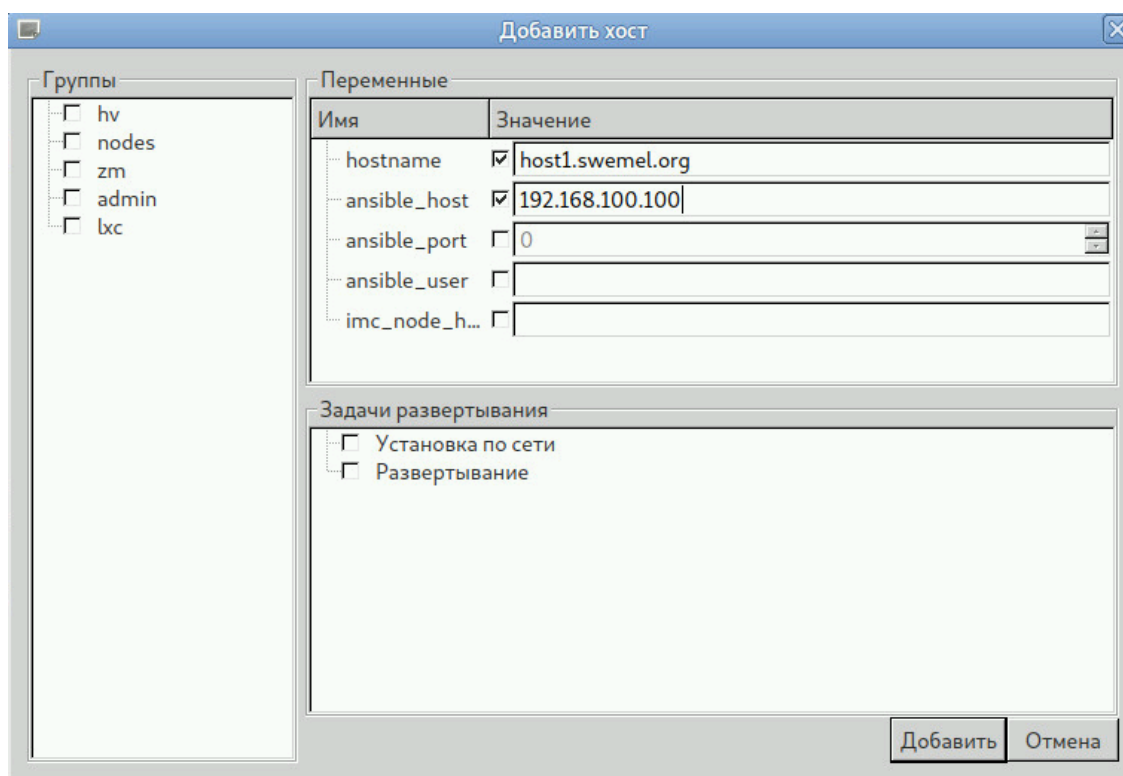 Добавить хост
Группы
hv
nodes
zm
admin
lxc
Переменные
Имя Значение
hostname host1.swemel.org
ansible_host 192.168.100.100
ansible_port 0
ansible_user
imc_node_h...
Задачи развертывания
Установка по сети
Развертывание
Добавить Отмена